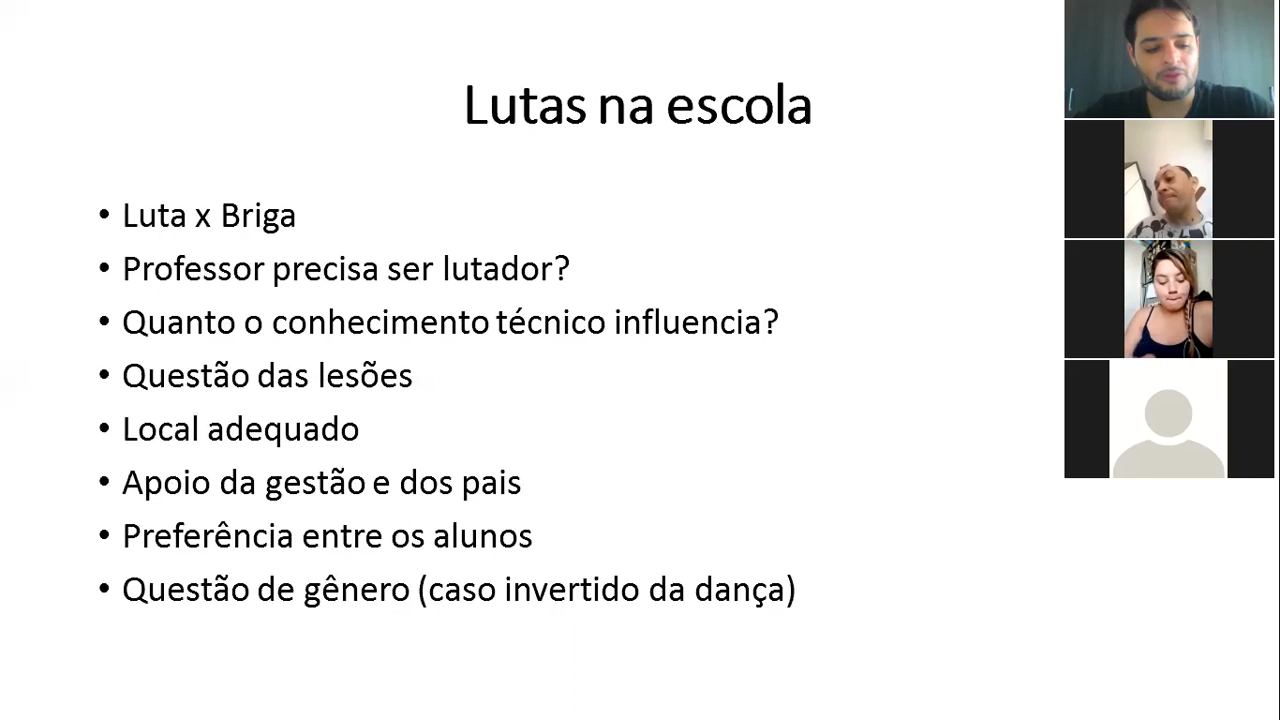 Lutas na escola
• Luta x Briga
• Professor precisa ser lutador?
• Quanto o conhecimento técnico influencia?
• Questão das lesões
• Local adequado
• Apoio da gestão e dos pais
• Preferência entre os alunos
• Questão de gênero (caso invertido da dança)